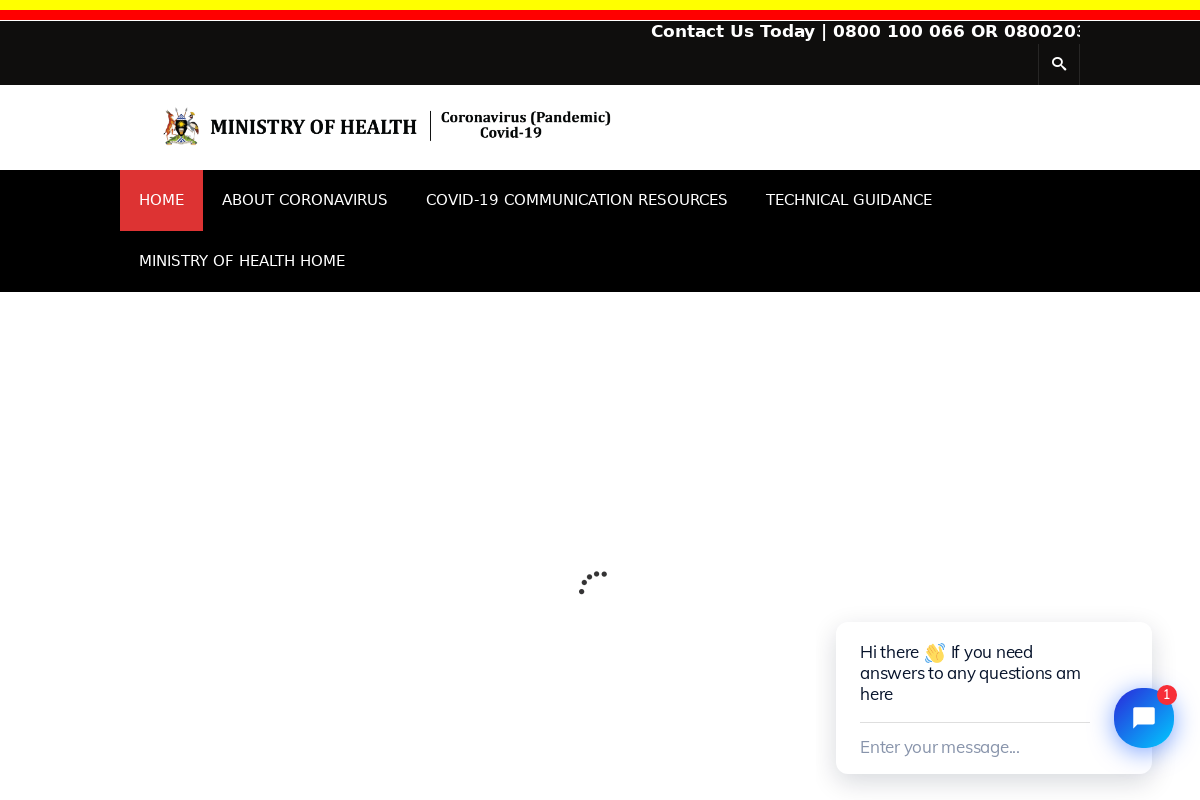 Contact Us Today | 0800 100 066 OR 080020
MINISTRY OF HEALTH
Coronavirus (Pandemic)
Covid-19
HOME
ABOUT CORONAVIRUS
COVID-19 COMMUNICATION RESOURCES
TECHNICAL GUIDANCE
MINISTRY OF HEALTH HOME
Hi there 👋 If you need
answers to any questions am
here
1
Enter your message...